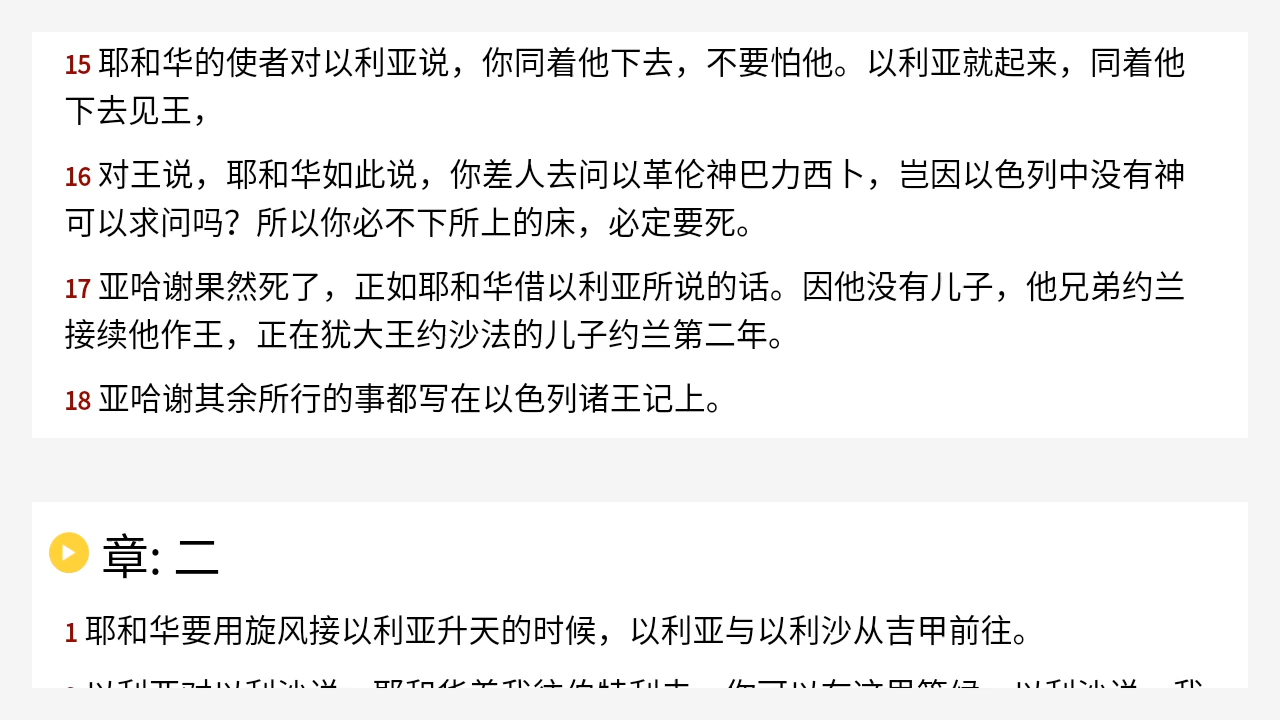 15 耶和华的使者对以利亚说，你同着他下去，不要怕他。以利亚就起来，同着他
下去见王，
16 对王说，耶和华如此说，你差人去问以革伦神巴力西卜，岂因以色列中没有神
可以求问吗？所以你必不下所上的床，必定要死。
17 亚哈谢果然死了，正如耶和华借以利亚所说的话。因他没有儿子，他兄弟约兰
接续他作王，正在犹大王约沙法的儿子约兰第二年。
18 亚哈谢其余所行的事都写在以色列诸王记上。
章: 二
1 耶和华要用旋风接以利亚升天的时候，以利亚与以利沙从吉甲前往。